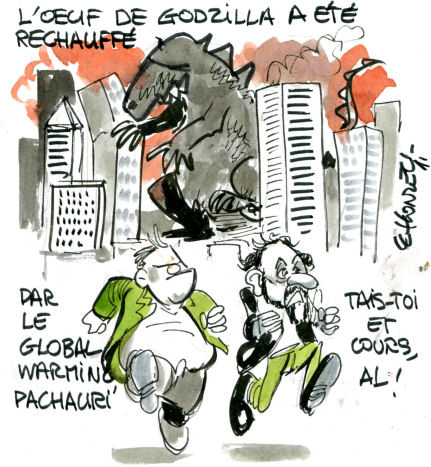 L'OEUF DE GODZILLA A ÉTÉ
RECHAUFFÉ
PAR
LE
GLOBAL
WARMING
PACHAURI
TAIS-TOI
ET
COURS,
AL!